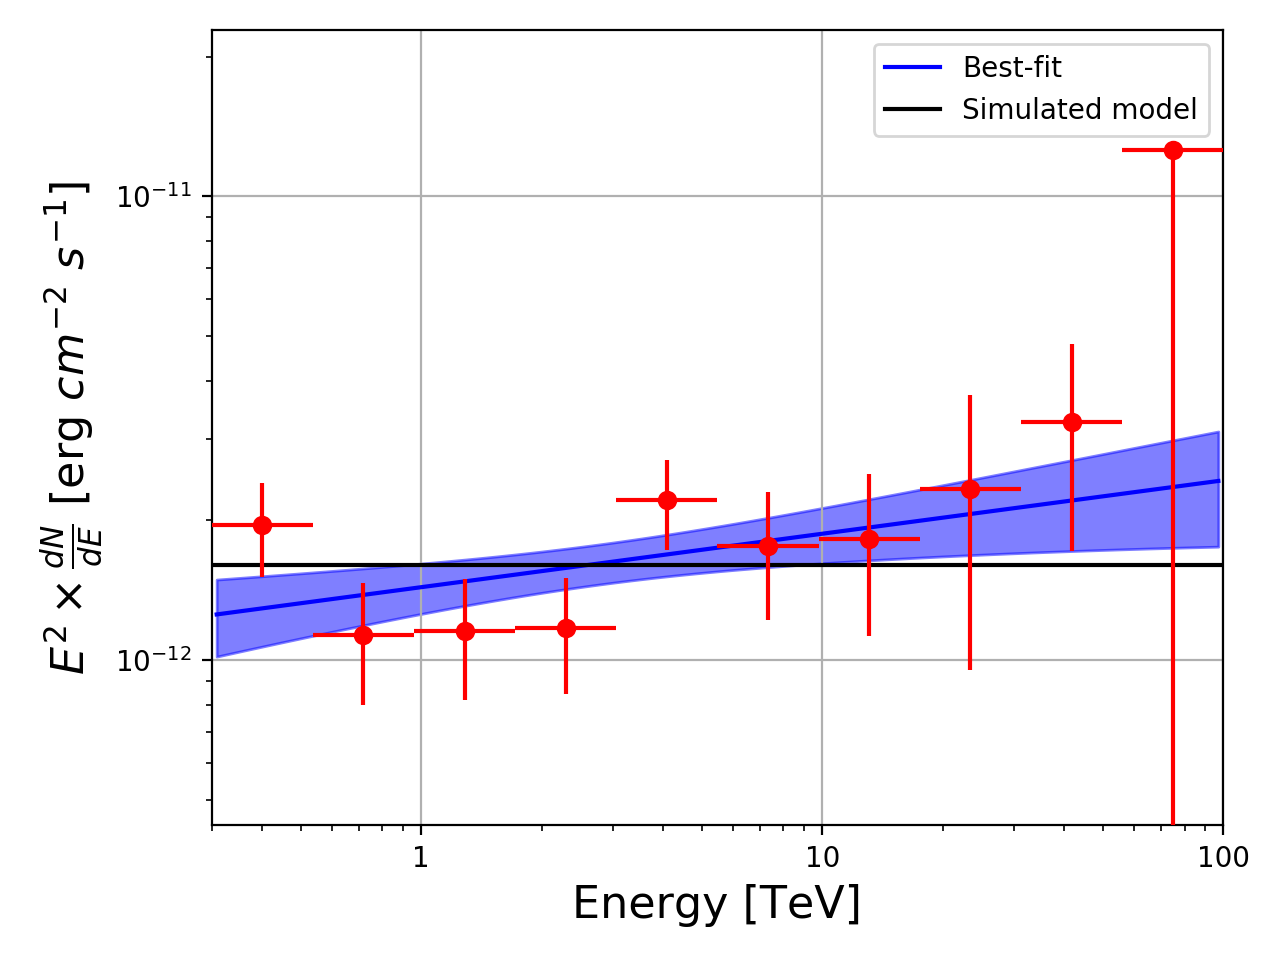 Best-fit
Simulated model
10⁻¹¹
10⁻¹²
E² × dN/dE [erg cm⁻² s⁻¹]
1
10
100
Energy [TeV]